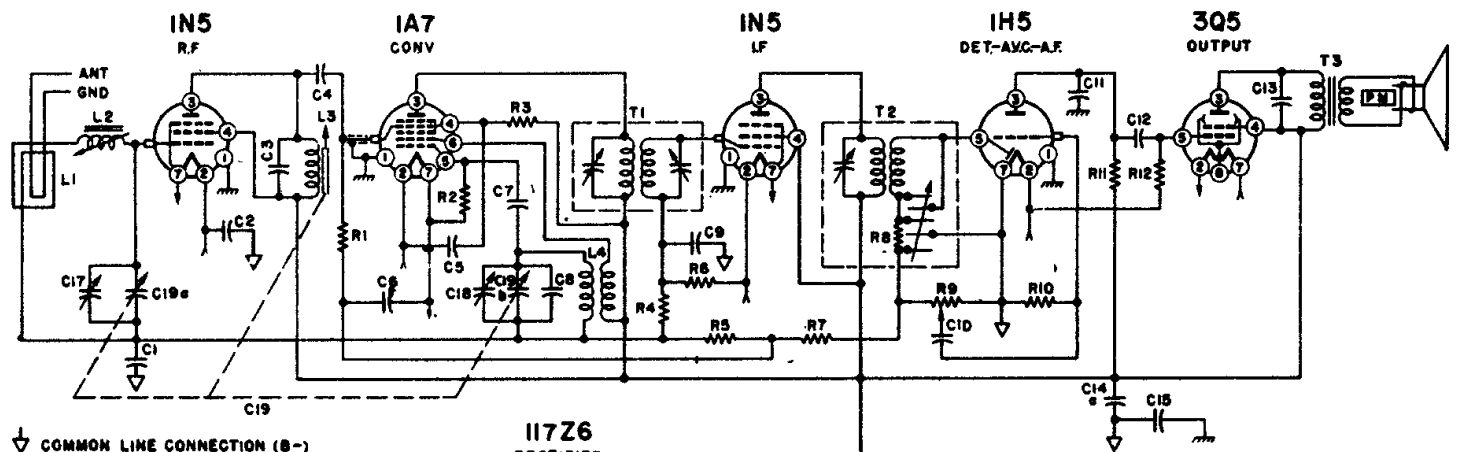 1N5
R.F
1A7
CONV
1N5
I.F
1H5
DET.-A.V.C.-A.F.
3Q5
OUTPUT
ANT
GND
L2
L1
C17
C19a
C1
C2
C3
L3
C4
R1
C6
R2
R3
C5
C7
C18
C19b
C8
L4
T1
C9
R4
R6
R5
R7
T2
R8
R9
R10
C10
C11
R11
C12
R12
C13
T3
PM
C14a
C15
C19
3
4
1
7
2
3
4
6
5
1
2
7
3
4
1
2
7
3
5
1
7
2
3
5
4
2
8
7
COMMON LINE CONNECTION (B-)
117Z6